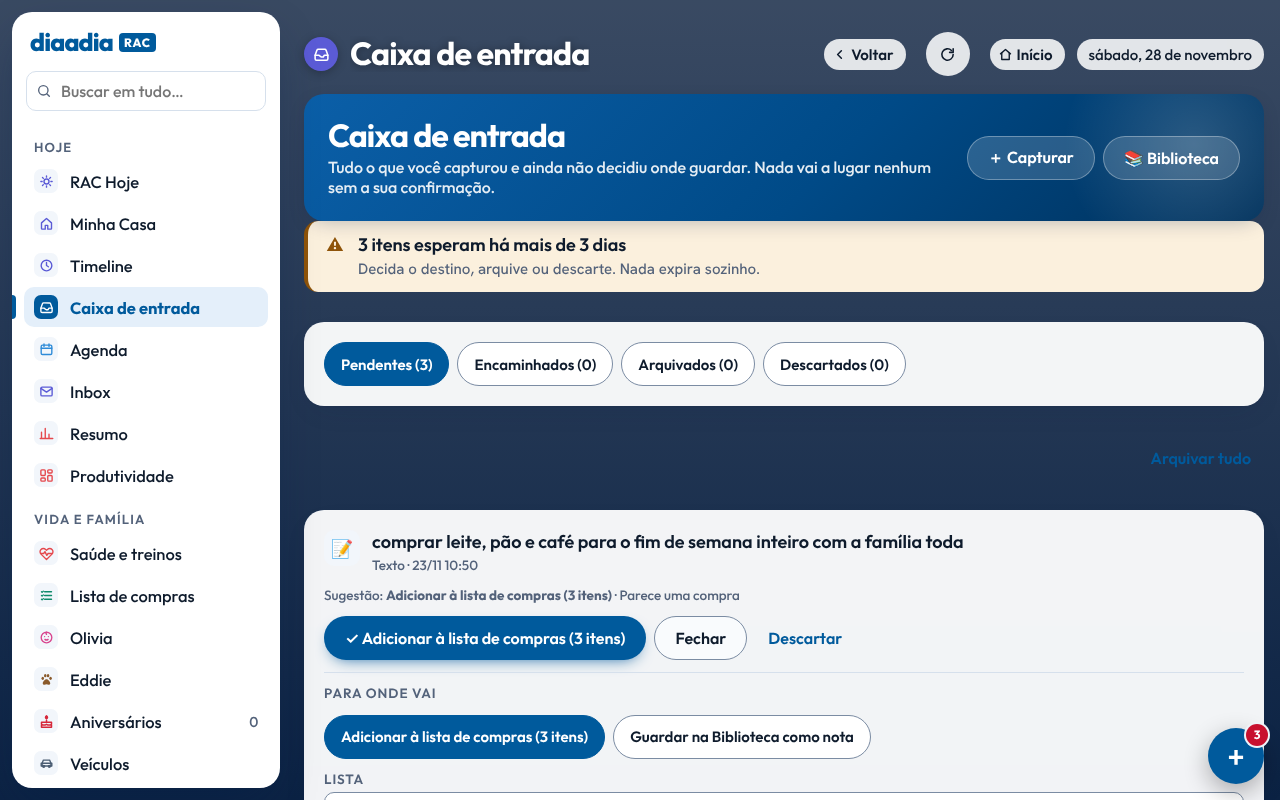 diaadia RAC
Buscar em tudo...
HOJE
RAC Hoje
Minha Casa
Timeline
Caixa de entrada
Agenda
Inbox
Resumo
Produtividade
VIDA E FAMÍLIA
Saúde e treinos
Lista de compras
Olivia
Eddie
Aniversários 0
Veículos
Caixa de entrada
Voltar
Início
sábado, 28 de novembro
Caixa de entrada
Tudo o que você capturou e ainda não decidiu onde guardar. Nada vai a lugar nenhum
sem a sua confirmação.
+ Capturar
Biblioteca
3 itens esperam há mais de 3 dias
Decida o destino, arquive ou descarte. Nada expira sozinho.
Pendentes (3)
Encaminhados (0)
Arquivados (0)
Descartados (0)
Arquivar tudo
comprar leite, pão e café para o fim de semana inteiro com a família toda
Texto · 23/11 10:50
Sugestão: Adicionar à lista de compras (3 itens) · Parece uma compra
✓ Adicionar à lista de compras (3 itens)
Fechar
Descartar
PARA ONDE VAI
Adicionar à lista de compras (3 itens)
Guardar na Biblioteca como nota
LISTA
+
3